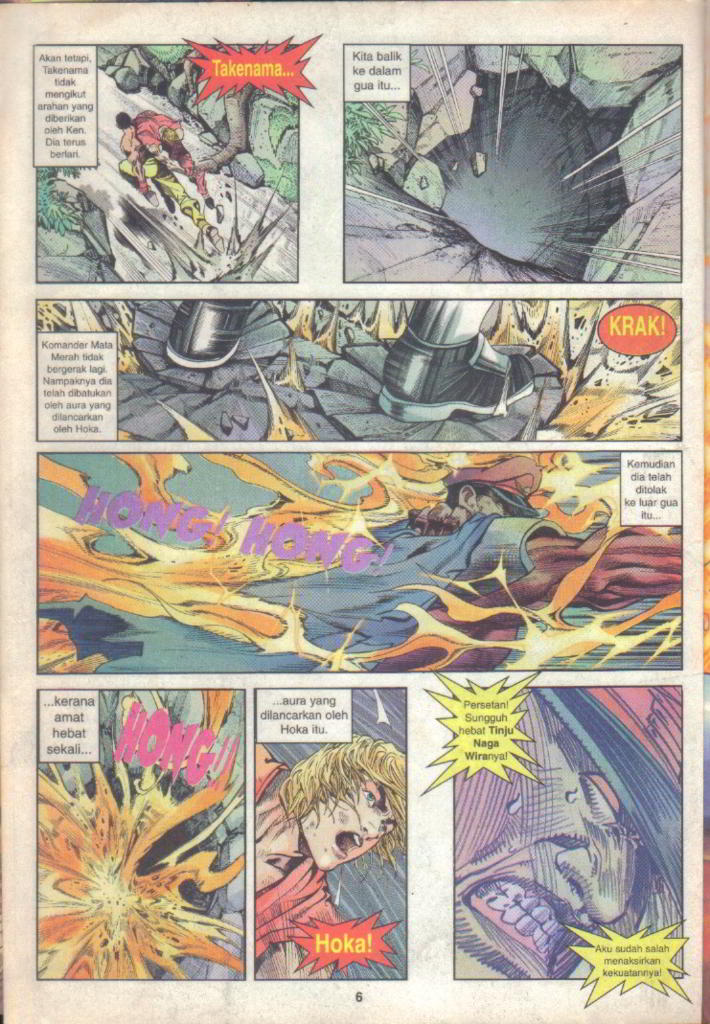 Akan tetapi,
Takenama
tidak
mengikut
arahan yang
diberikan
oleh Ken.
Dia terus
berlari.
Takenama...
Kita balik
ke dalam
gua itu...
Komander Mata
Merah tidak
bergerak lagi.
Nampaknya dia
telah dibatukan
oleh aura yang
dilancarkan
oleh Hoka.
KRAK!
HONG! HONG!
Kemudian
dia telah
ditolak
ke luar gua
itu...
...kerana
amat
hebat
sekali...
HONG!!
...aura yang
dilancarkan oleh
Hoka itu.
Hoka!
Persetan!
Sungguh
hebat Tinju
Naga
Wiranya!
Aku sudah salah
menaksirkan
kekuatannya!
6